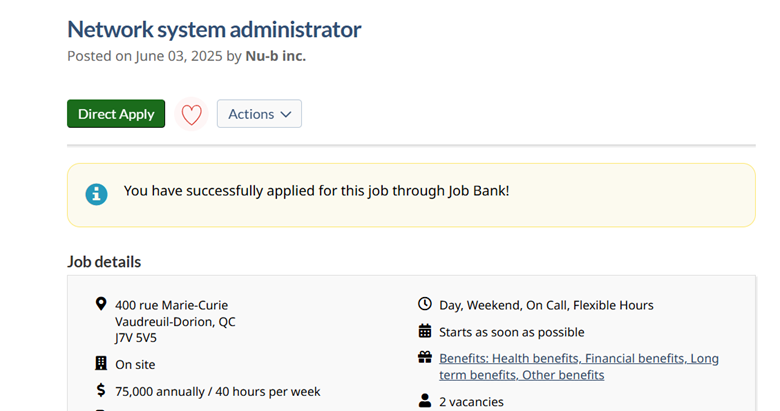 Network system administrator
Posted on June 03, 2025 by Nu-b inc.
Direct Apply
Actions
You have successfully applied for this job through Job Bank!
Job details
400 rue Marie-Curie
Vaudreuil-Dorion, QC
J7V 5V5
On site
75,000 annually / 40 hours per week
Day, Weekend, On Call, Flexible Hours
Starts as soon as possible
Benefits: Health benefits, Financial benefits, Long
term benefits, Other benefits
2 vacancies